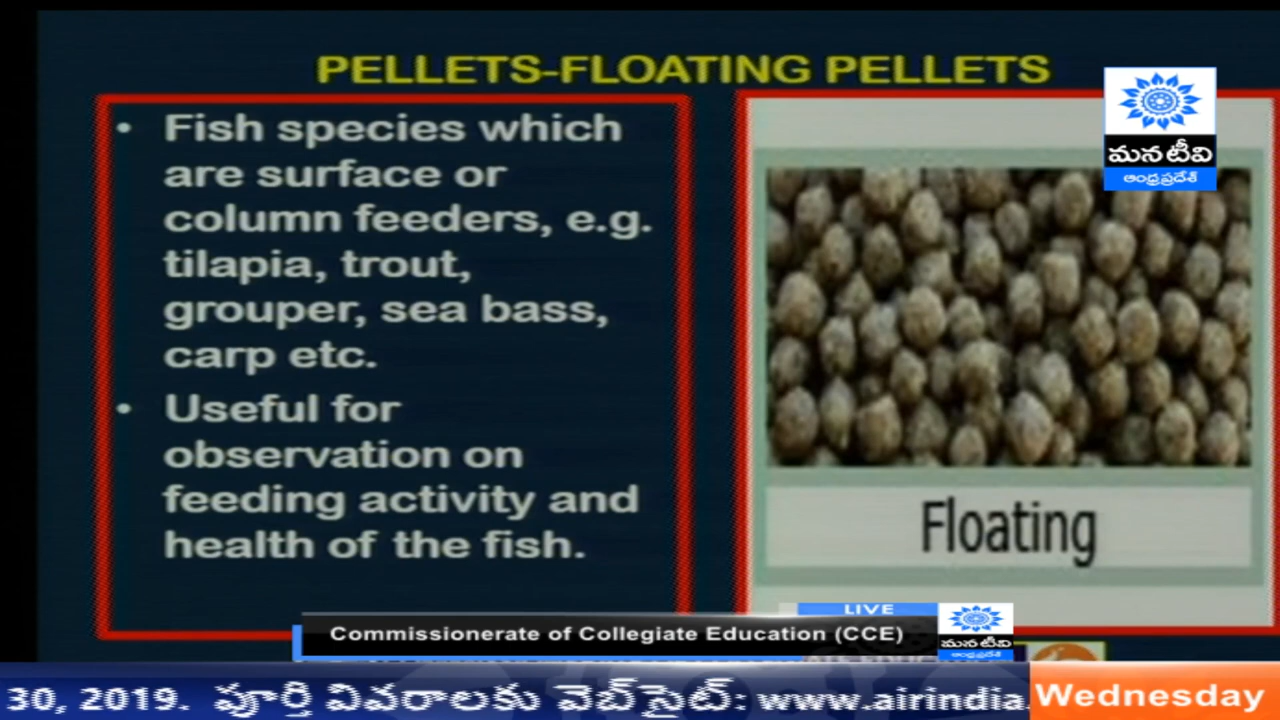 PELLETS-FLOATING PELLETS
• Fish species which
are surface or
column feeders, e.g.
tilapia, trout,
grouper, sea bass,
carp etc.
• Useful for
observation on
feeding activity and
health of the fish.
మన టీవి
ఆంధ్రప్రదేశ్
Floating
LIVE
Commissionerate of Collegiate Education (CCE)
మన టీవి
ఆంధ్రప్రదేశ్
30, 2019. పూర్తి వివరాలకు వెబ్‌సైట్: www.airindia.
Wednesday